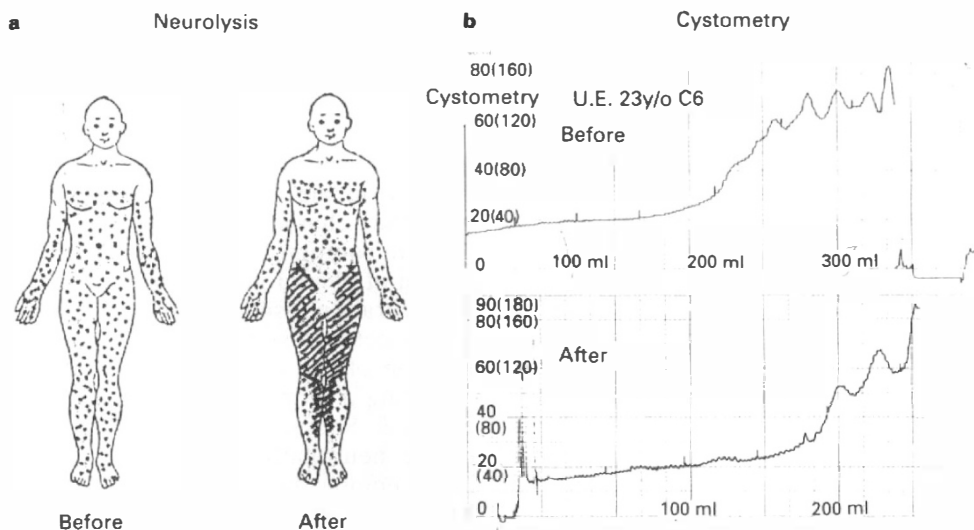 a Neurolysis
Before After
b Cystometry
80(160)
Cystometry U.E. 23y/o C6
60(120)
Before
40(80)
20(40)
0 100 ml 200 ml 300 ml
90(180)
80(160)
After
60(120)
40
(80)
20
(40)
0 100 ml 200 ml